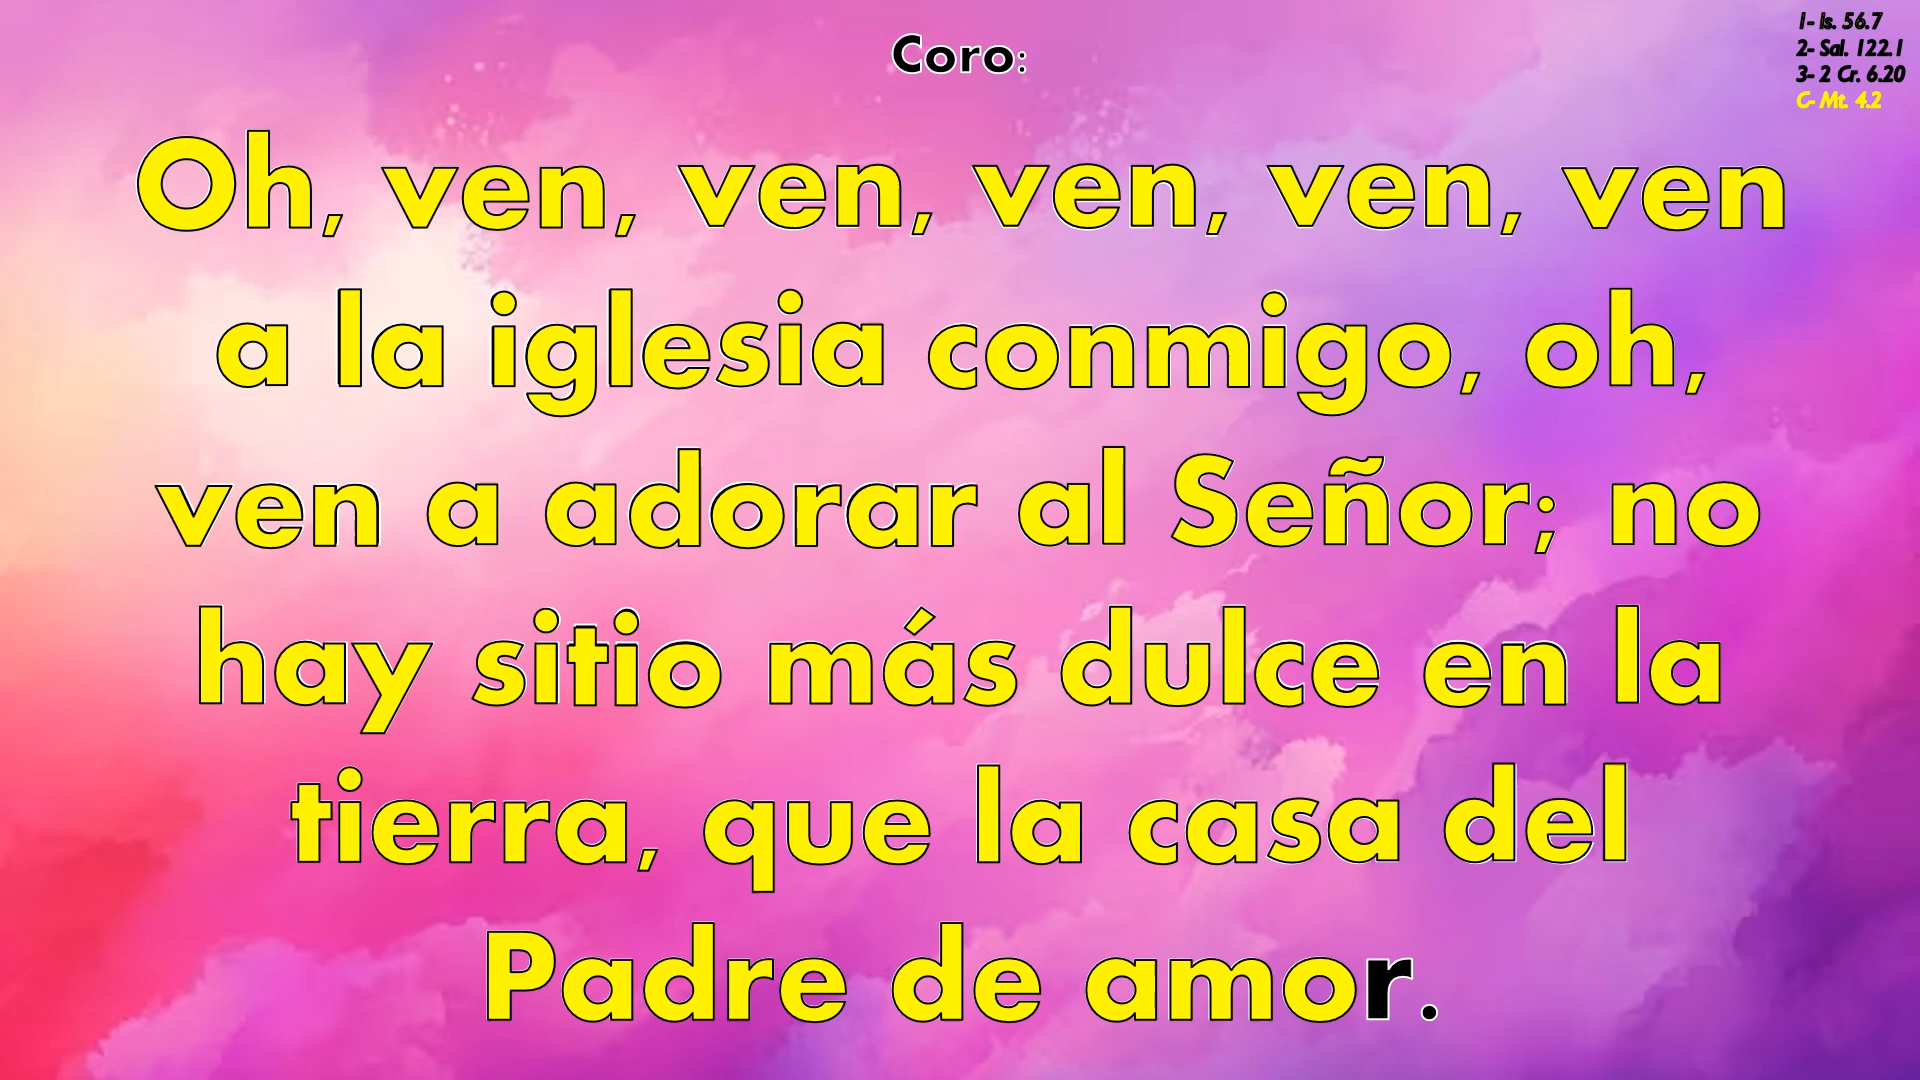 Coro:
1- Is. 56.7
2- Sal. 122.1
3- 2 Cr. 6.20
C- Mt. 4.2
Oh, ven, ven, ven, ven, ven
a la iglesia conmigo, oh,
ven a adorar al Señor; no
hay sitio más dulce en la
tierra, que la casa del
Padre de amor.